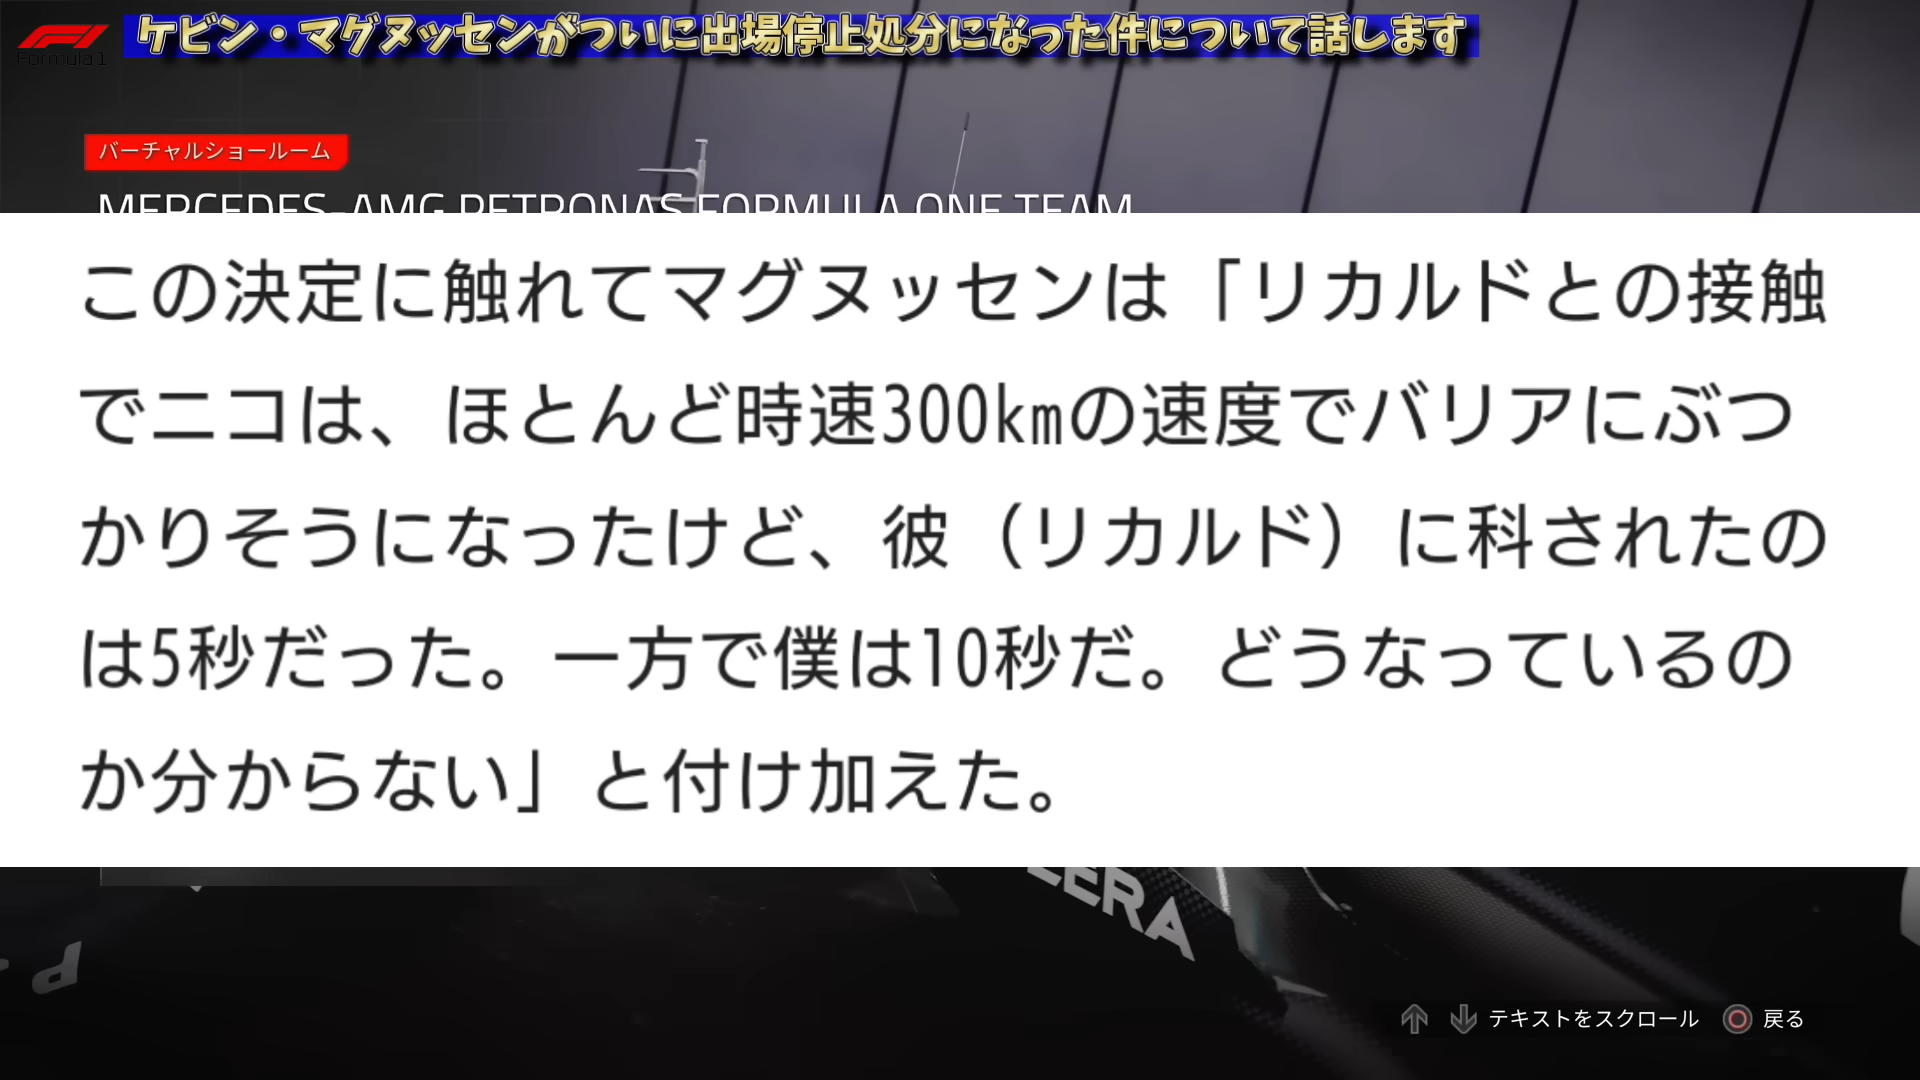 Formula 1
ケビン・マグヌッセンがついに出場停止処分になった件について話します
バーチャルショールーム
MERCEDES-AMG PETRONAS FORMULA ONE TEAM
この決定に触れてマグヌッセンは「リカルドとの接触
でニコは、ほとんど時速300kmの速度でバリアにぶつ
かりそうになったけど、彼（リカルド）に科されたの
は5秒だった。一方で僕は10秒だ。どうなっているの
か分からない」と付け加えた。
テキストをスクロール
戻る